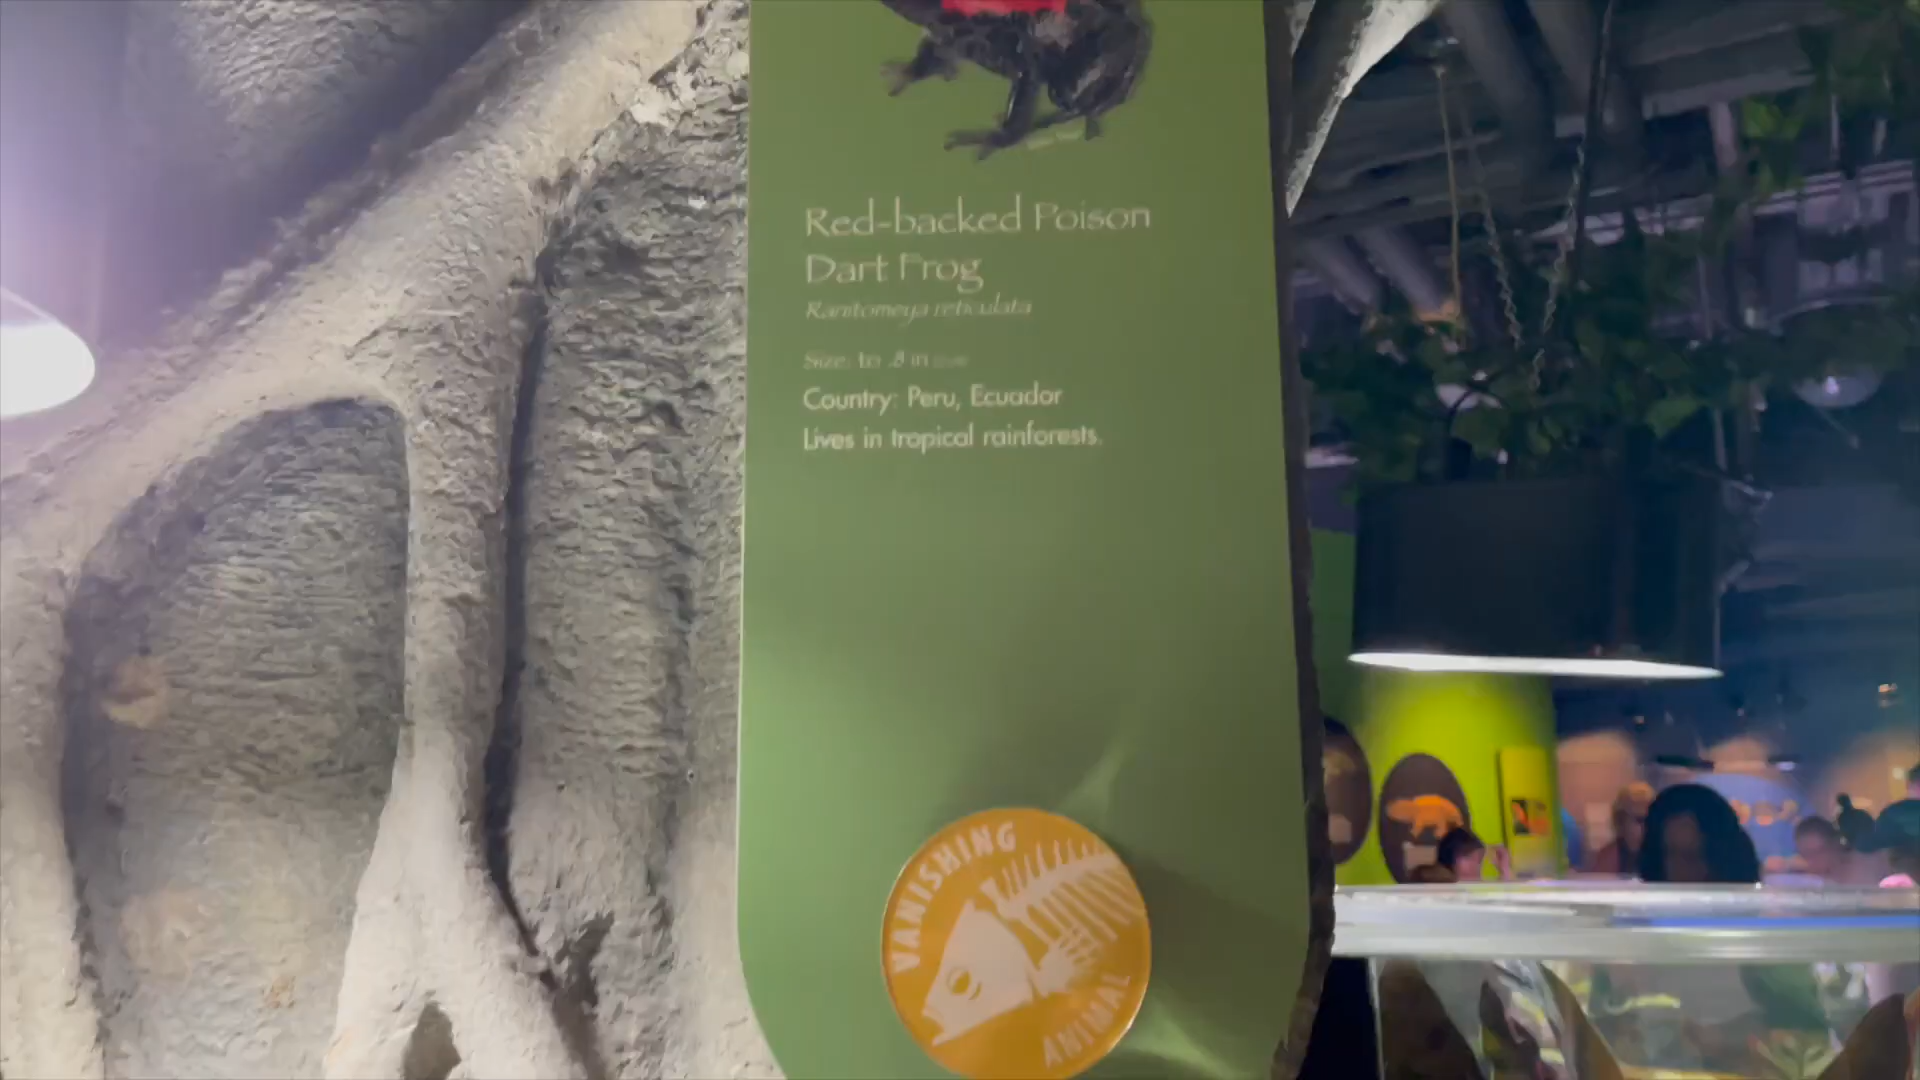 Red-backed Poison
Dart Frog
Ranitomeya reticulata
Size: to .8 in
Country: Peru, Ecuador
Lives in tropical rainforests.
VANISHING
ANIMAL